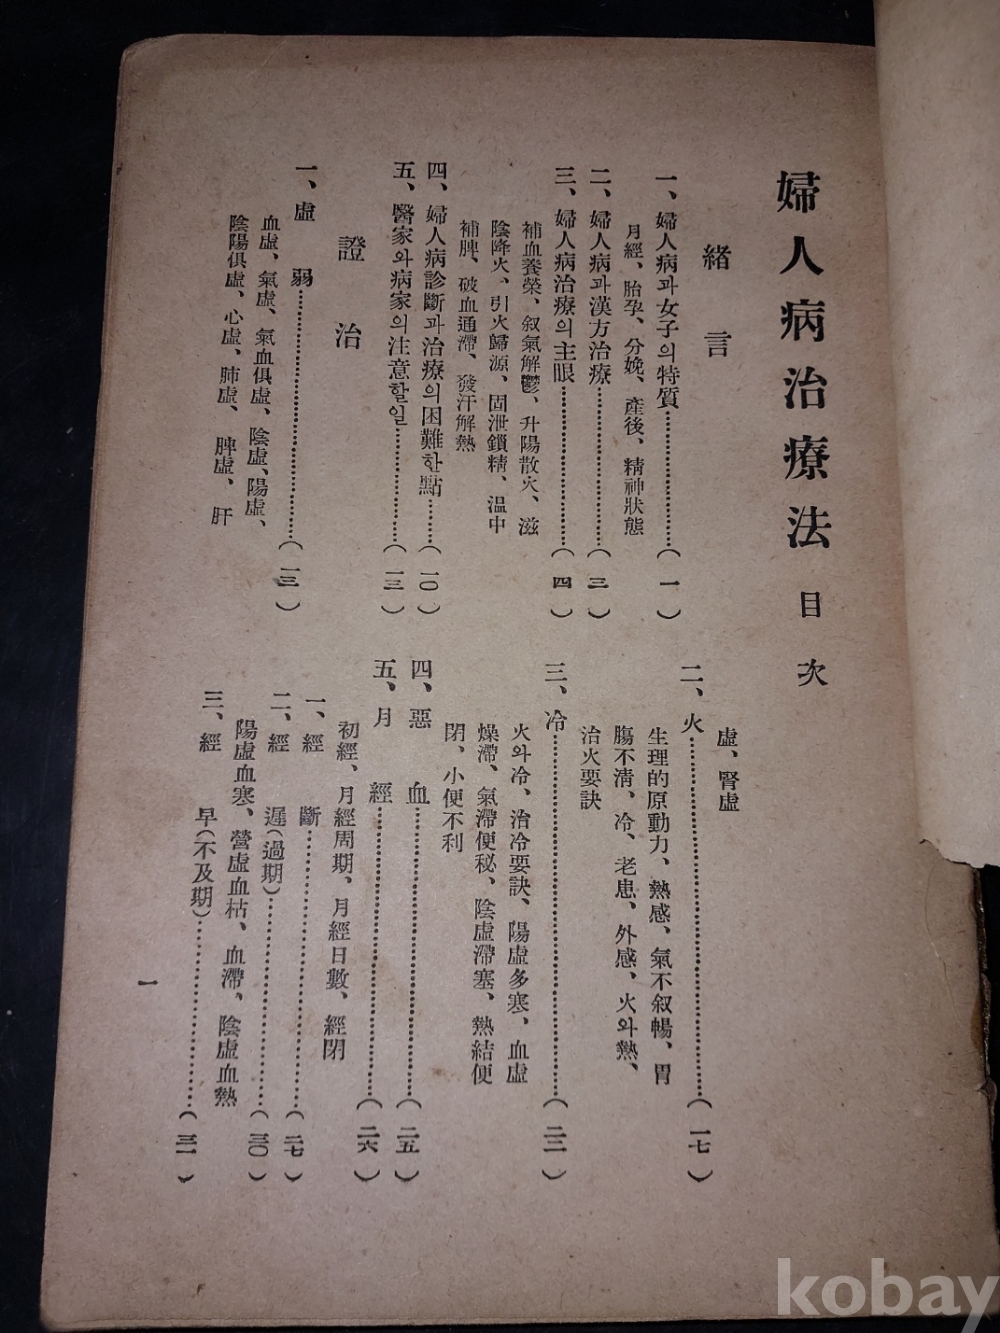 婦人病治療法 目次
緒言
一、婦人病과女子의特質……(一)
月經、胎孕、分娩、產後、精神狀態
二、婦人病과漢方治療……(三)
三、婦人病治療의主眼……(四)
補血養榮、敍氣解鬱、升陽散火、滋
陰降火、引火歸源、固泄鎖精、溫中
補脾、破血通滯、發汗解熱
四、婦人病診斷과治療의困難한點……(一〇)
五、醫家와病家의注意할일……(一三)
證治
一、虛弱……(一三)
血虛、氣虛、氣血俱虛、陰虛、陽虛、
陰陽俱虛、心虛、肺虛、脾虛、肝
虛、腎虛
二、火……(一七)
生理的原動力、熱感、氣不敍暢、胃
膓不淸、冷、老患、外感、火와熱、
治火要訣
三、冷……(二二)
火와冷、治冷要訣、陽虛多寒、血虛
燥滯、氣滯便秘、陰虛滯塞、熱結便
閉、小便不利
四、惡血……(二五)
五、月經……(二六)
初經、月經周期、月經日數、經閉
一、經斷……(二七)
二、經遲(過期)……(三〇)
陽虛血寒、營虛血枯、血滯、陰虛血熱
三、經早(不及期)……(三一)
一
kobay